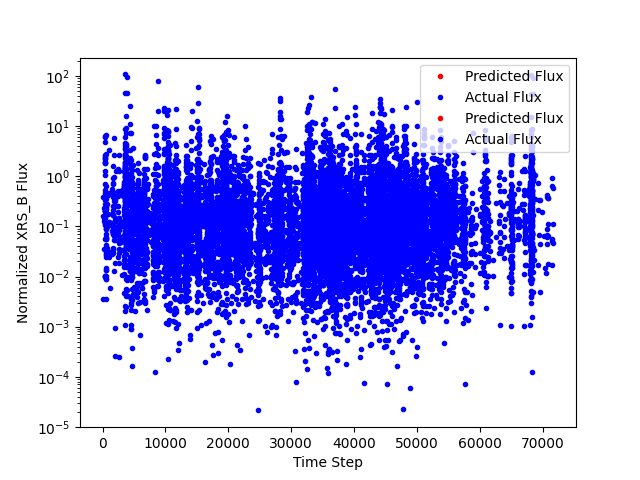 Predicted Flux
Actual Flux
Predicted Flux
Actual Flux
Normalized XRS_B Flux
10²
10¹
10⁰
10⁻¹
10⁻²
10⁻³
10⁻⁴
10⁻⁵
0 10000 20000 30000 40000 50000 60000 70000
Time Step